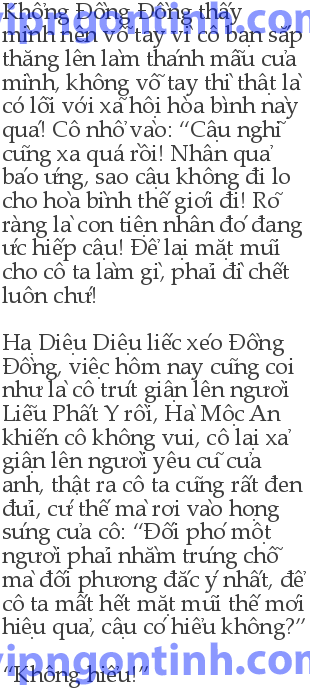 Khổng Đồng Đồng thấy
mình nên vỗ tay vì cô bạn sắp
thăng lên làm thánh mẫu của
mình, không vỗ tay thì thật là
có lỗi với xã hội hòa bình này
quá! Cô nhổ vào: “Cậu nghĩ
cũng xa quá rồi! Nhân quả
báo ứng, sao cậu không đi lo
cho hòa bình thế giới đi! Rõ
ràng là con tiện nhân đó đang
ức hiếp cậu! Để lại mặt mũi
cho cô ta làm gì, phải đi chết
luôn chứ!
Hạ Diệu Diệu liếc xéo Đồng
Đồng, việc hôm nay cũng coi
như là cô trút giận lên người
Liễu Phất Y rồi, Hà Mộc An
khiến cô không vui, cô lại xả
giận lên người yêu cũ của
anh, thật ra cô ta cũng rất đen
đủi, cứ thế mà rơi vào họng
súng của cô: “Đối phó một
người phải nhằm trúng chỗ
mà đối phương đắc ý nhất, để
cô ta mất hết mặt mũi thế mới
hiệu quả, cậu có hiểu không?”
vipngontinh.com
“Không hiểu!”